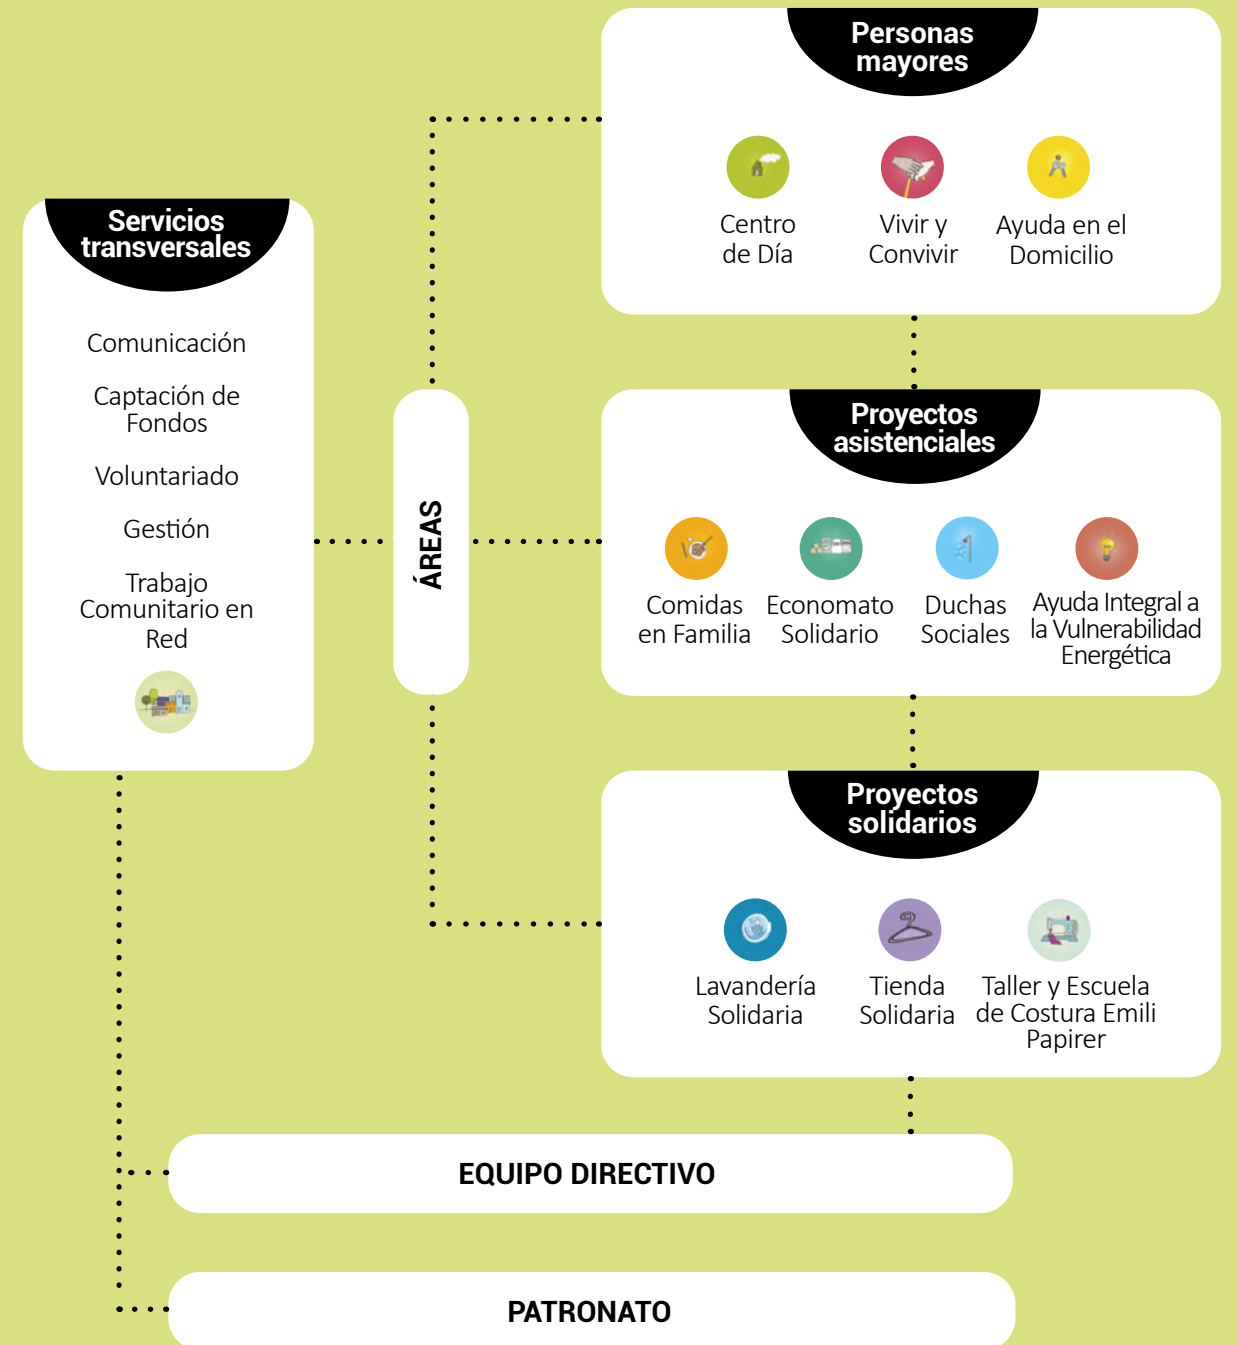 Servicios
transversales
Comunicación
Captación de
Fondos
Voluntariado
Gestión
Trabajo
Comunitario en
Red
ÁREAS
Personas
mayores
Centro
de Día
Vivir y
Convivir
Ayuda en el
Domicilio
Proyectos
asistenciales
Comidas
en Familia
Economato
Solidario
Duchas
Sociales
Ayuda Integral a
la Vulnerabilidad
Energética
Proyectos
solidarios
Lavandería
Solidaria
Tienda
Solidaria
Taller y Escuela
de Costura Emili
Papirer
EQUIPO DIRECTIVO
PATRONATO